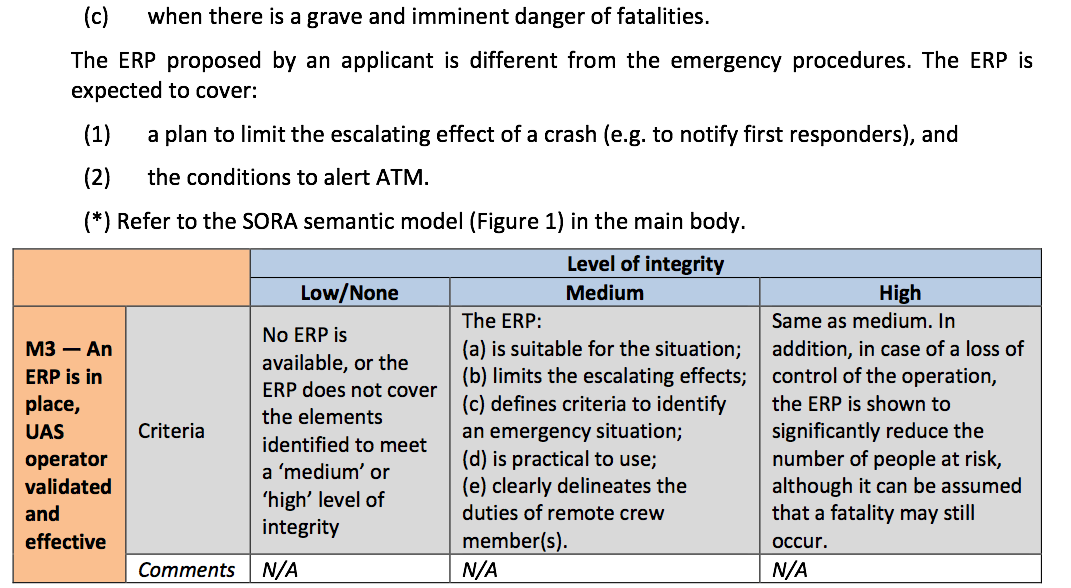 (c) when there is a grave and imminent danger of fatalities.
The ERP proposed by an applicant is different from the emergency procedures. The ERP is
expected to cover:
(1) a plan to limit the escalating effect of a crash (e.g. to notify first responders), and
(2) the conditions to alert ATM.
(*) Refer to the SORA semantic model (Figure 1) in the main body.
Level of integrity
Low/None
Medium
High
M3 — An
ERP is in
place,
UAS
operator
validated
and
effective
Criteria
No ERP is
available, or the
ERP does not cover
the elements
identified to meet
a ‘medium’ or
‘high’ level of
integrity
The ERP:
(a) is suitable for the situation;
(b) limits the escalating effects;
(c) defines criteria to identify
an emergency situation;
(d) is practical to use;
(e) clearly delineates the
duties of remote crew
member(s).
Same as medium. In
addition, in case of a loss of
control of the operation,
the ERP is shown to
significantly reduce the
number of people at risk,
although it can be assumed
that a fatality may still
occur.
Comments
N/A
N/A
N/A